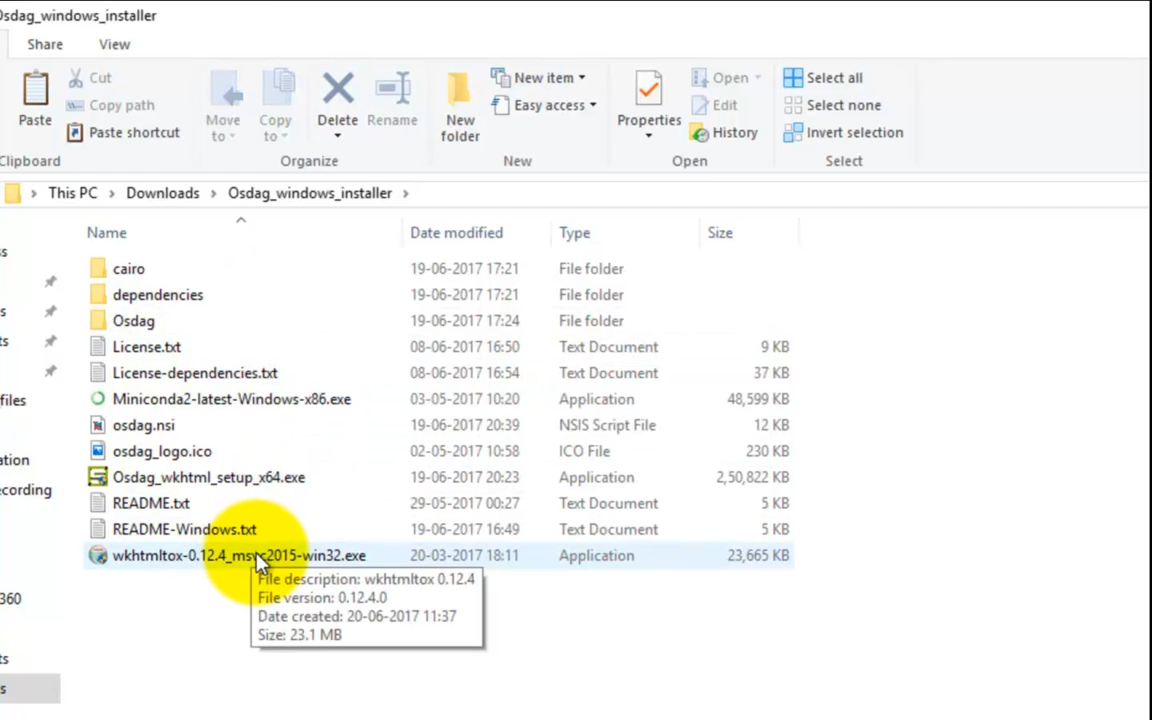 Osdag_windows_installer
Share View
Paste
Cut
Copy path
Paste shortcut
Clipboard
Move to
Copy to
Delete
Rename
Organize
New folder
New item
Easy access
New
Properties
Open
Edit
History
Open
Select all
Select none
Invert selection
Select
This PC Downloads Osdag_windows_installer
Name Date modified Type Size
cairo 19-06-2017 17:21 File folder
dependencies 19-06-2017 17:21 File folder
Osdag 19-06-2017 17:24 File folder
License.txt 08-06-2017 16:50 Text Document 9 KB
License-dependencies.txt 08-06-2017 16:54 Text Document 37 KB
Miniconda2-latest-Windows-x86.exe 03-05-2017 10:20 Application 48,599 KB
osdag.nsi 19-06-2017 20:39 NSIS Script File 12 KB
osdag_logo.ico 02-05-2017 10:58 ICO File 230 KB
Osdag_wkhtml_setup_x64.exe 19-06-2017 20:23 Application 2,50,822 KB
README.txt 29-05-2017 00:27 Text Document 5 KB
README-Windows.txt 19-06-2017 16:49 Text Document 5 KB
wkhtmltox-0.12.4_msvc2015-win32.exe 20-03-2017 18:11 Application 23,665 KB
File description: wkhtmltox 0.12.4
File version: 0.12.4.0
Date created: 20-06-2017 11:37
Size: 23.1 MB
files
ation
ecording
360